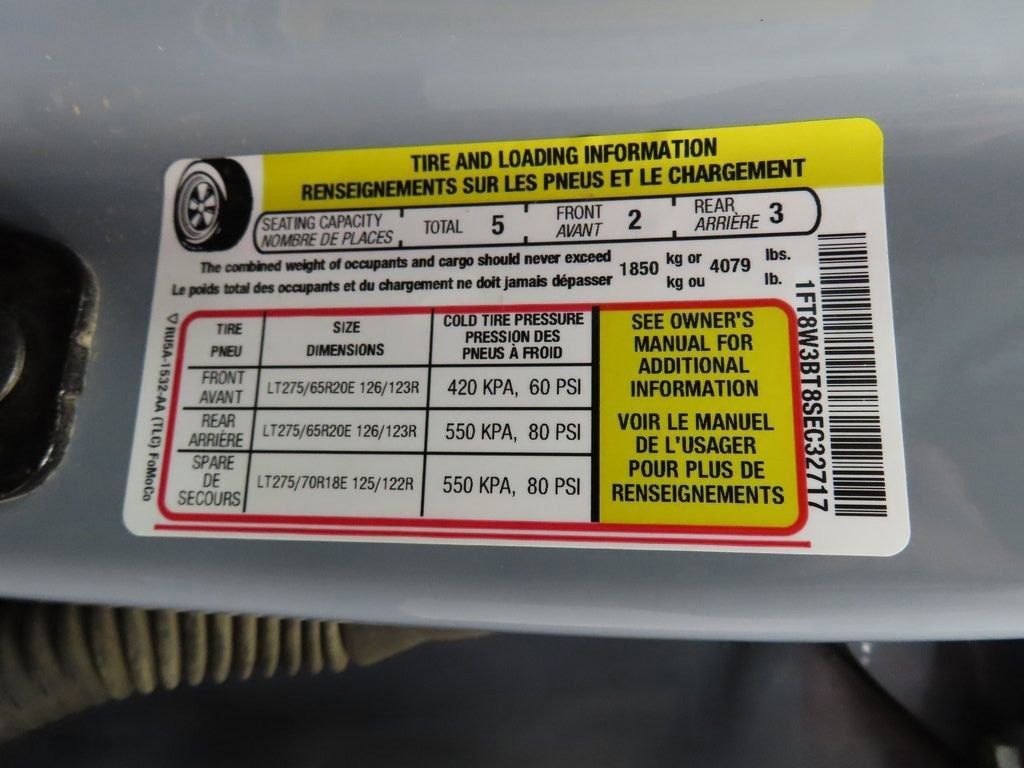 TIRE AND LOADING INFORMATION
RENSEIGNEMENTS SUR LES PNEUS ET LE CHARGEMENT
SEATING CAPACITY TOTAL 5 FRONT 2 REAR 3
NOMBRE DE PLACES AVANT ARRIÈRE
The combined weight of occupants and cargo should never exceed 1850 kg or 4079 lbs.
Le poids total des occupants et du chargement ne doit jamais dépasser kg ou lb.
TIRE SIZE COLD TIRE PRESSURE
PNEU DIMENSIONS PRESSION DES
PNEUS À FROID
FRONT
AVANT LT275/65R20E 126/123R 420 KPA, 60 PSI
REAR
ARRIÈRE LT275/65R20E 126/123R 550 KPA, 80 PSI
SPARE
DE
SECOURS LT275/70R18E 125/122R 550 KPA, 80 PSI
SEE OWNER'S
MANUAL FOR
ADDITIONAL
INFORMATION
VOIR LE MANUEL
DE L'USAGER
POUR PLUS DE
RENSEIGNEMENTS
1FT8W3BT8SEC32717
RU5A-1532-AA (TLC) FoMoCo